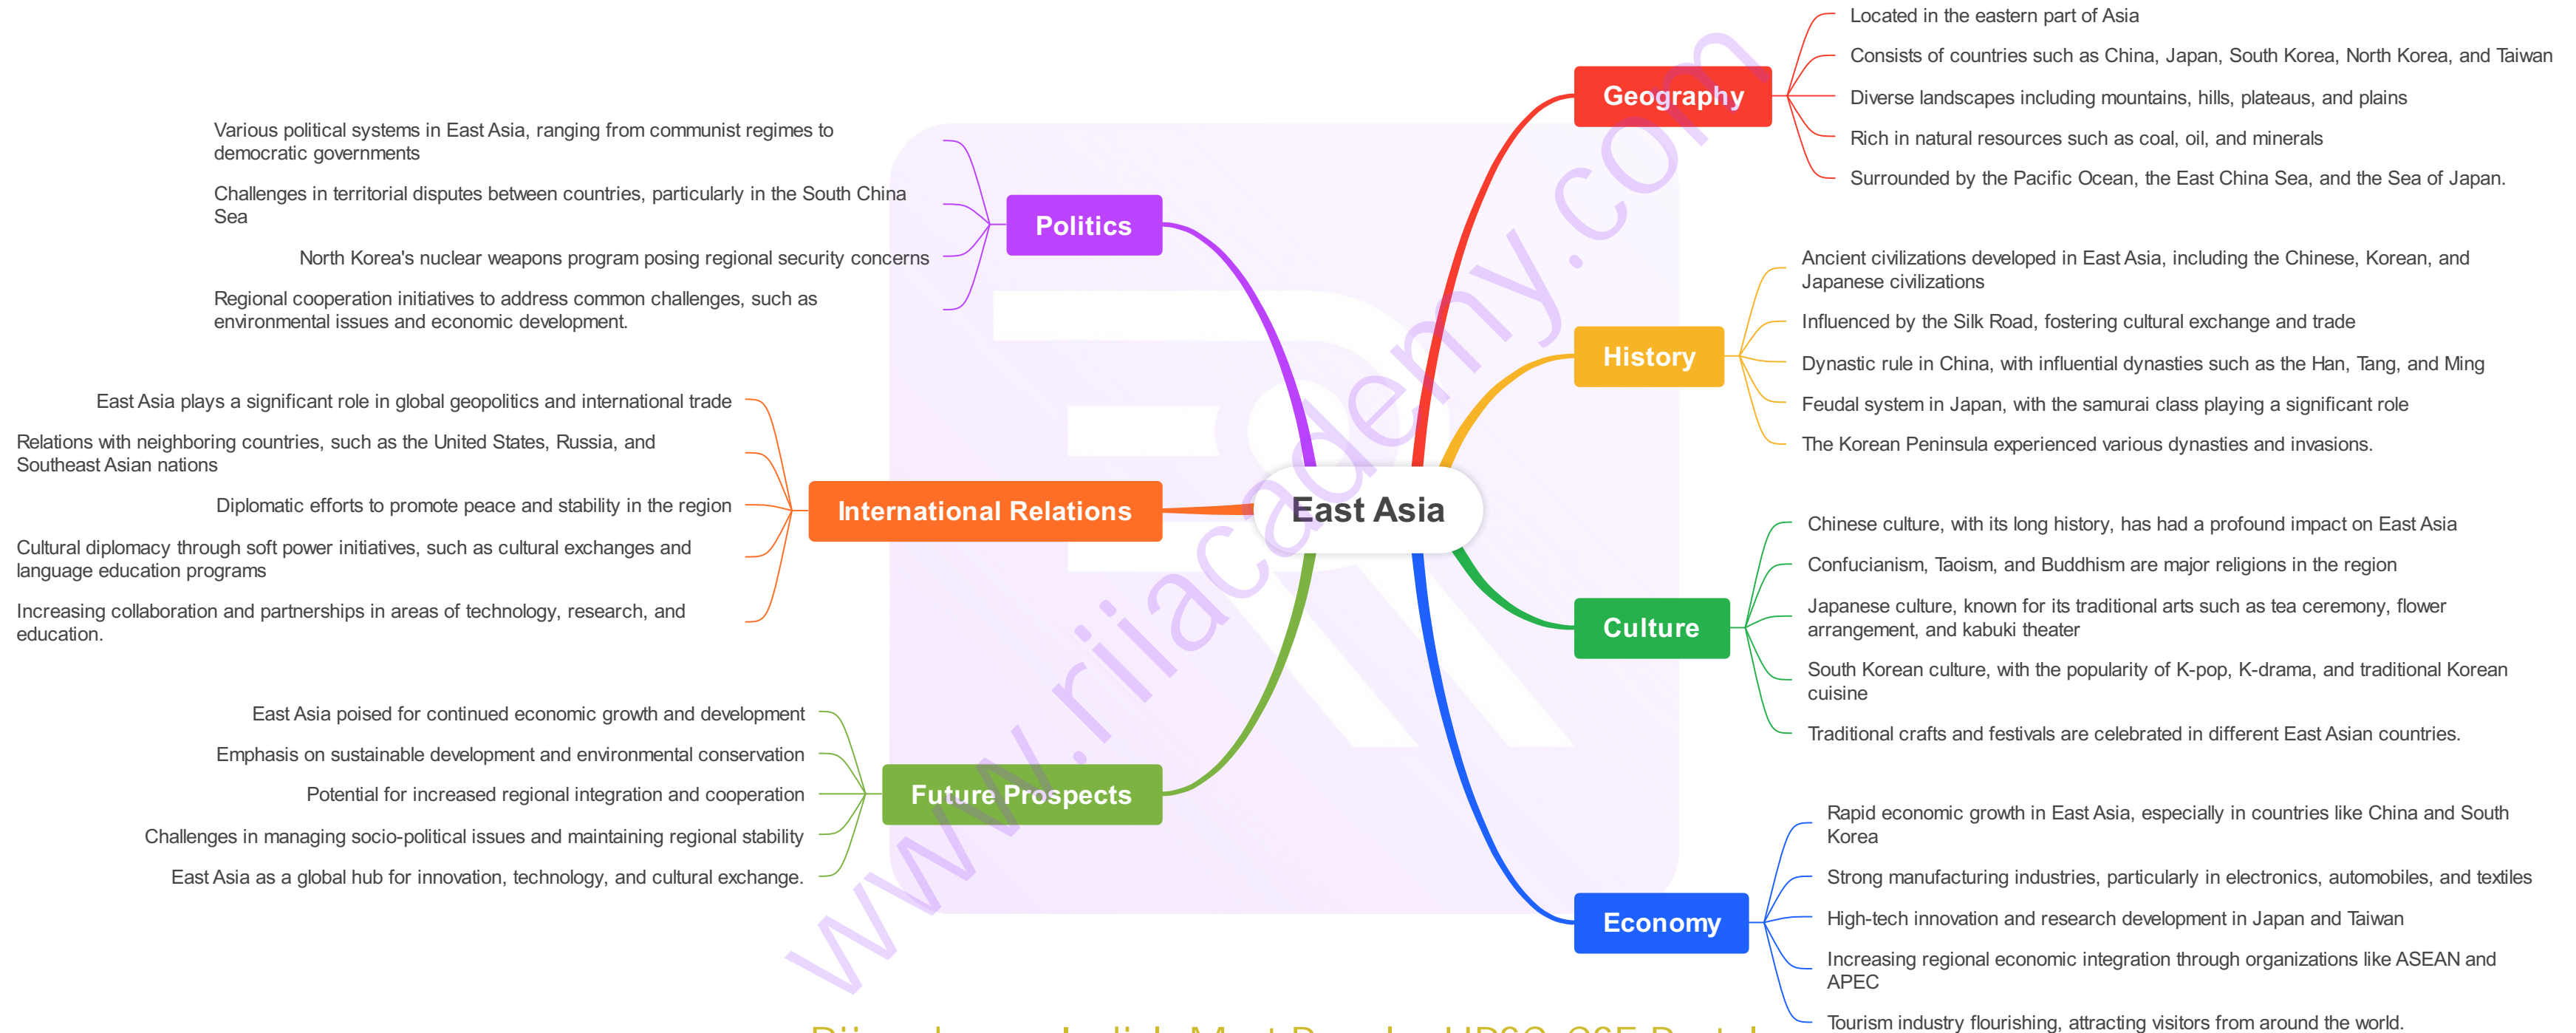 East Asia
Geography
Located in the eastern part of Asia
Consists of countries such as China, Japan, South Korea, North Korea, and Taiwan
Diverse landscapes including mountains, hills, plateaus, and plains
Rich in natural resources such as coal, oil, and minerals
Surrounded by the Pacific Ocean, the East China Sea, and the Sea of Japan.
History
Ancient civilizations developed in East Asia, including the Chinese, Korean, and
Japanese civilizations
Influenced by the Silk Road, fostering cultural exchange and trade
Dynastic rule in China, with influential dynasties such as the Han, Tang, and Ming
Feudal system in Japan, with the samurai class playing a significant role
The Korean Peninsula experienced various dynasties and invasions.
Culture
Chinese culture, with its long history, has had a profound impact on East Asia
Confucianism, Taoism, and Buddhism are major religions in the region
Japanese culture, known for its traditional arts such as tea ceremony, flower
arrangement, and kabuki theater
South Korean culture, with the popularity of K-pop, K-drama, and traditional Korean
cuisine
Traditional crafts and festivals are celebrated in different East Asian countries.
Economy
Rapid economic growth in East Asia, especially in countries like China and South
Korea
Strong manufacturing industries, particularly in electronics, automobiles, and textiles
High-tech innovation and research development in Japan and Taiwan
Increasing regional economic integration through organizations like ASEAN and
APEC
Tourism industry flourishing, attracting visitors from around the world.
Politics
Various political systems in East Asia, ranging from communist regimes to
democratic governments
Challenges in territorial disputes between countries, particularly in the South China
Sea
North Korea's nuclear weapons program posing regional security concerns
Regional cooperation initiatives to address common challenges, such as
environmental issues and economic development.
International Relations
East Asia plays a significant role in global geopolitics and international trade
Relations with neighboring countries, such as the United States, Russia, and
Southeast Asian nations
Diplomatic efforts to promote peace and stability in the region
Cultural diplomacy through soft power initiatives, such as cultural exchanges and
language education programs
Increasing collaboration and partnerships in areas of technology, research, and
education.
Future Prospects
East Asia poised for continued economic growth and development
Emphasis on sustainable development and environmental conservation
Potential for increased regional integration and cooperation
Challenges in managing socio-political issues and maintaining regional stability
East Asia as a global hub for innovation, technology, and cultural exchange.
www.rijacademy.com